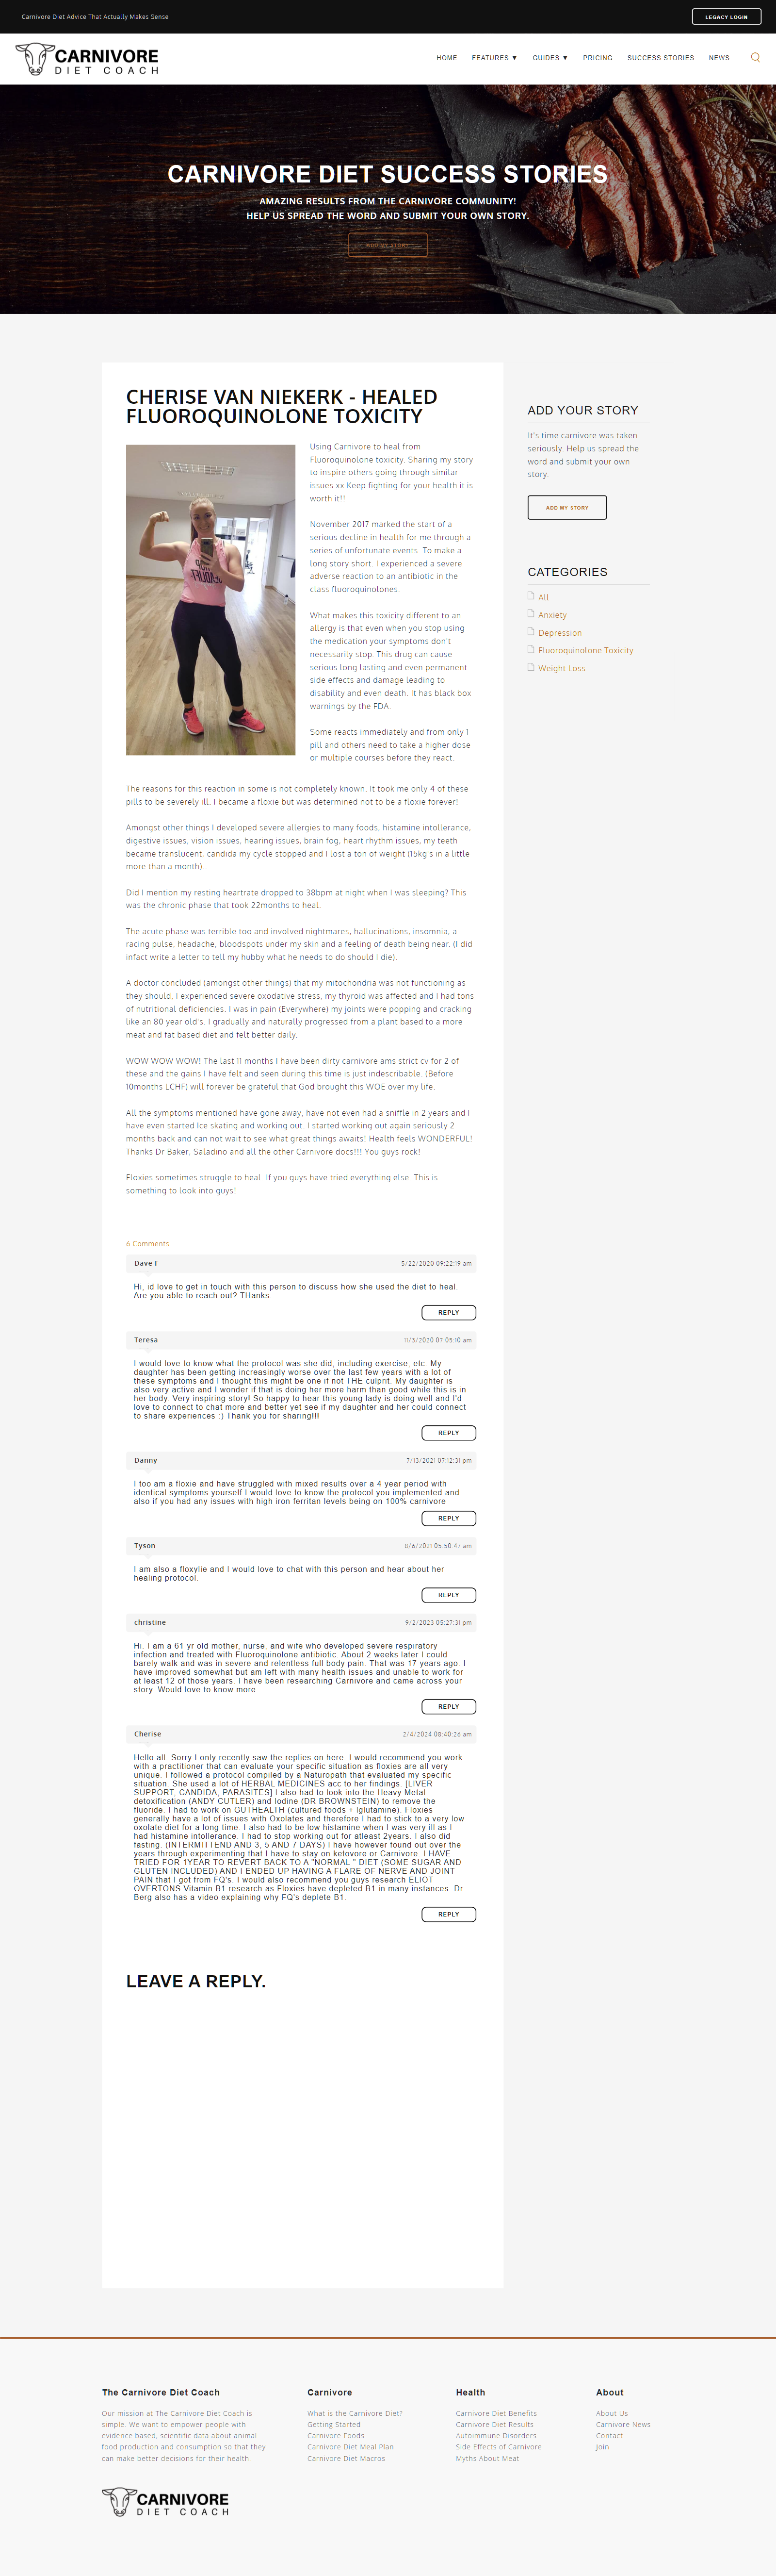 Carnivore Diet Advice That Actually Makes Sense
LEGACY LOGIN
CARNIVORE
DIET COACH
HOME
FEATURES ▼
GUIDES ▼
PRICING
SUCCESS STORIES
NEWS
CARNIVORE DIET SUCCESS STORIES
AMAZING RESULTS FROM THE CARNIVORE COMMUNITY!
HELP US SPREAD THE WORD AND SUBMIT YOUR OWN STORY.
ADD MY STORY
CHERISE VAN NIEKERK - HEALED
FLUOROQUINOLONE TOXICITY
Using Carnivore to heal from
Fluoroquinolone toxicity. Sharing my story
to inspire others going through similar
issues xx Keep fighting for your health it is
worth it!!
November 2017 marked the start of a
serious decline in health for me through a
series of unfortunate events. To make a
long story short. I experienced a severe
adverse reaction to an antibiotic in the
class fluoroquinolones.
What makes this toxicity different to an
allergy is that even when you stop using
the medication your symptoms don't
necessarily stop. This drug can cause
serious long lasting and even permanent
side effects and damage leading to
disability and even death. It has black box
warnings by the FDA.
Some reacts immediately and from only 1
pill and others need to take a higher dose
or multiple courses before they react.
The reasons for this reaction in some is not completely known. It took me only 4 of these
pills to be severely ill. I became a floxie but was determined not to be a floxie forever!
Amongst other things I developed severe allergies to many foods, histamine intollerance,
digestive issues, vision issues, hearing issues, brain fog, heart rhythm issues, my teeth
became translucent, candida my cycle stopped and I lost a ton of weight (15kg's in a little
more than a month)..
Did I mention my resting heartrate dropped to 38bpm at night when I was sleeping? This
was the chronic phase that took 22months to heal.
The acute phase was terrible too and involved nightmares, hallucinations, insomnia, a
racing pulse, headache, bloodspots under my skin and a feeling of death being near. (I did
infact write a letter to tell my hubby what he needs to do should I die).
A doctor concluded (amongst other things) that my mitochondria was not functioning as
they should, I experienced severe oxodative stress, my thyroid was affected and I had tons
of nutritional deficiencies. I was in pain (Everywhere) my joints were popping and cracking
like an 80 year old's. I gradually and naturally progressed from a plant based to a more
meat and fat based diet and felt better daily.
WOW WOW WOW! The last 11 months I have been dirty carnivore ams strict cv for 2 of
these and the gains I have felt and seen during this time is just indescribable. (Before
10months LCHF) will forever be grateful that God brought this WOE over my life.
All the symptoms mentioned have gone away, have not even had a sniffle in 2 years and I
have even started Ice skating and working out. I started working out again seriously 2
months back and can not wait to see what great things awaits! Health feels WONDERFUL!
Thanks Dr Baker, Saladino and all the other Carnivore docs!!! You guys rock!
Floxies sometimes struggle to heal. If you guys have tried everything else. This is
something to look into guys!
6 Comments
Dave F
5/22/2020 09:22:19 am
Hi, id love to get in touch with this person to discuss how she used the diet to heal.
Are you able to reach out? THanks.
REPLY
Teresa
11/3/2020 07:05:10 am
I would love to know what the protocol was she did, including exercise, etc. My
daughter has been getting increasingly worse over the last few years with a lot of
these symptoms and I thought this might be one if not THE culprit. My daughter is
also very active and I wonder if that is doing her more harm than good while this is in
her body. Very inspiring story! So happy to hear this young lady is doing well and I'd
love to connect to chat more and better yet see if my daughter and her could connect
to share experiences :) Thank you for sharing!!!!
REPLY
Danny
7/13/2021 07:12:31 pm
I too am a floxie and have struggled with mixed results over a 4 year period with
identical symptoms yourself I would love to know the protocol you implemented and
also if you had any issues with high iron ferritan levels being on 100% carnivore
REPLY
Tyson
8/6/2021 05:50:47 am
I am also a floxylie and I would love to chat with this person and hear about her
healing protocol.
REPLY
christine
9/2/2023 05:27:31 pm
Hi. I am a 61 yr old mother, nurse, and wife who developed severe respiratory
infection and treated with Fluoroquinolone antibiotic. About 2 weeks later I could
barely walk and was in severe and relentless full body pain. That was 17 years ago. I
have improved somewhat but am left with many health issues and unable to work for
at least 12 of those years. I have been researching Carnivore and came across your
story. Would love to know more
REPLY
Cherise
2/4/2024 08:40:26 am
Hello all. Sorry I only recently saw the replies on here. I would recommend you work
with a practitioner that can evaluate your specific situation as floxies are all very
unique. I followed a protocol compiled by a Naturopath that evaluated my specific
situation. She used a lot of HERBAL MEDICINES acc to her findings. [LIVER
SUPPORT, CANDIDA, PARASITES] I also had to look into the Heavy Metal
detoxification (ANDY CUTLER) and Iodine (DR BROWNSTEIN) to remove the
fluoride. I had to work on GUTHEALTH (cultured foods + lglutamine). Floxies
generally have a lot of issues with Oxolates and therefore I had to stick to a very low
oxolate diet for a long time. I also had to be low histamine when I was very ill as I
had histamine intollerance. I had to stop working out for atleast 2years. I also did
fasting. (INTERMITTEND AND 3, 5 AND 7 DAYS) I have however found out over the
years through experimenting that I have to stay on ketovore or Carnivore. I HAVE
TRIED FOR 1YEAR TO REVERT BACK TO A "NORMAL " DIET (SOME SUGAR AND
GLUTEN INCLUDED) AND I ENDED UP HAVING A FLARE OF NERVE AND JOINT
PAIN that I got from FQ's. I would also recommend you guys research ELIOT
OVERTONS Vitamin B1 research as Floxies have depleted B1 in many instances. Dr
Berg also has a video explaining why FQ's deplete B1.
REPLY
LEAVE A REPLY.
ADD YOUR STORY
It's time carnivore was taken
seriously. Help us spread the
word and submit your own
story.
ADD MY STORY
CATEGORIES
All
Anxiety
Depression
Fluoroquinolone Toxicity
Weight Loss
The Carnivore Diet Coach
Our mission at The Carnivore Diet Coach is
simple. We want to empower people with
evidence based, scientific data about animal
food production and consumption so that they
can make better decisions for their health.
CARNIVORE
DIET COACH
Carnivore
What is the Carnivore Diet?
Getting Started
Carnivore Foods
Carnivore Diet Meal Plan
Carnivore Diet Macros
Health
Carnivore Diet Benefits
Carnivore Diet Results
Autoimmune Disorders
Side Effects of Carnivore
Myths About Meat
About
About Us
Carnivore News
Contact
Join